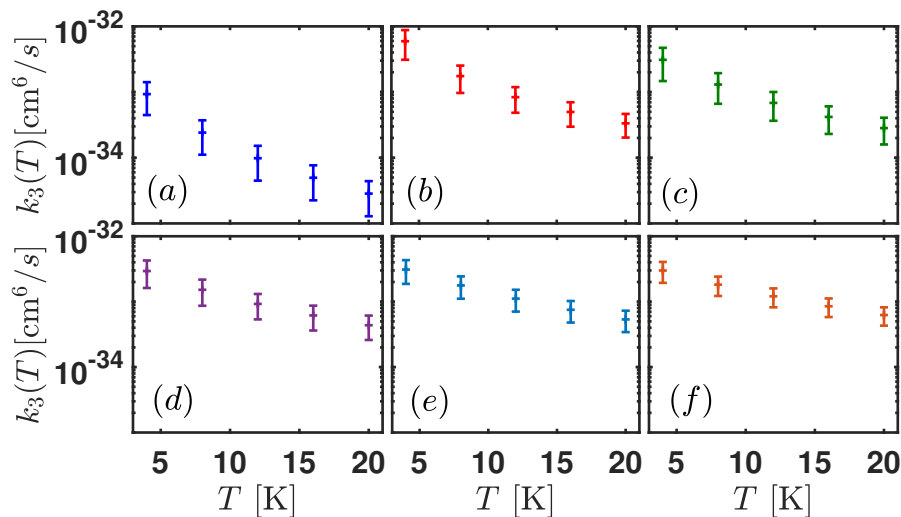 10^-32
10^-34
k_3(T)[cm^6/s]
(a)
(b)
(c)
10^-32
10^-34
k_3(T)[cm^6/s]
(d)
(e)
(f)
5 10 15 20 5 10 15 20 5 10 15 20
T [K] T [K] T [K]